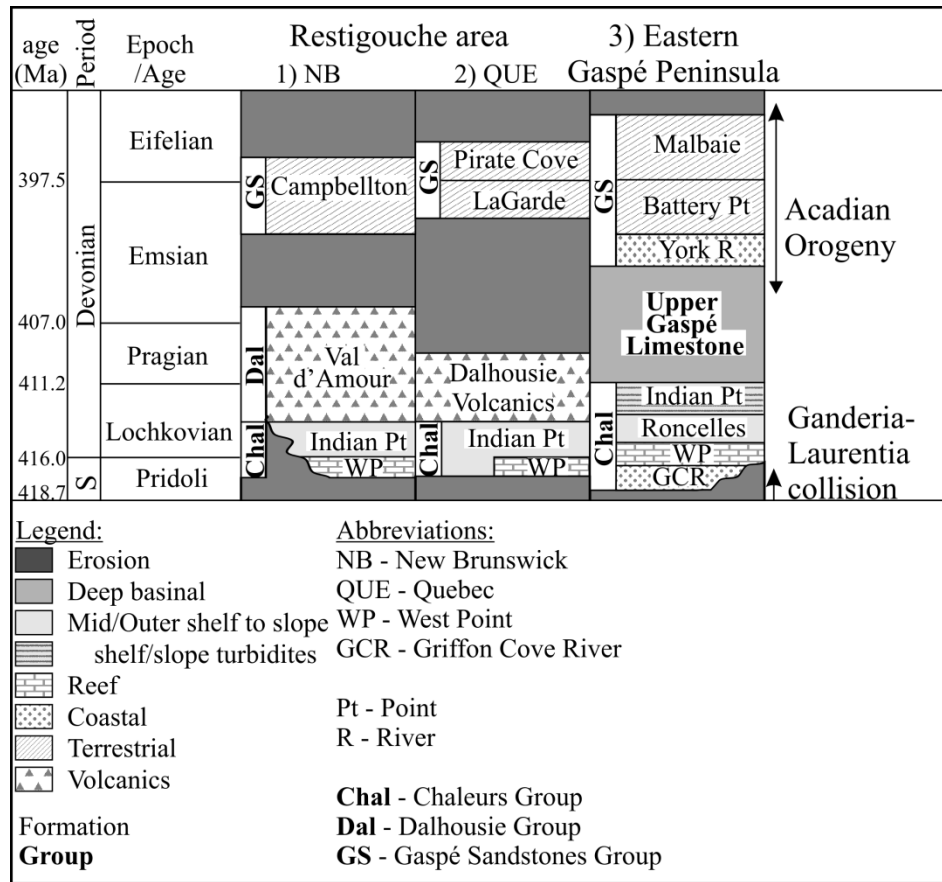 age (Ma)
Period
Epoch /Age
Restigouche area
1) NB
2) QUE
3) Eastern Gaspé Peninsula
397.5
407.0
411.2
416.0
418.7
Devonian
S
Eifelian
Emsian
Pragian
Lochkovian
Pridoli
GS
Campbellton
Dal
Val d’Amour
Chal
Indian Pt
WP
GS
Pirate Cove
LaGarde
Dalhousie Volcanics
Chal
Indian Pt
WP
GS
Malbaie
Battery Pt
York R
Upper Gaspé Limestone
Chal
Indian Pt
Roncelles
WP
GCR
Acadian Orogeny
Ganderia-Laurentia collision
Legend:
Erosion
Deep basinal
Mid/Outer shelf to slope
shelf/slope turbidites
Reef
Coastal
Terrestrial
Volcanics
Formation
Group
Abbreviations:
NB - New Brunswick
QUE - Quebec
WP - West Point
GCR - Griffon Cove River
Pt - Point
R - River
Chal - Chaleurs Group
Dal - Dalhousie Group
GS - Gaspé Sandstones Group